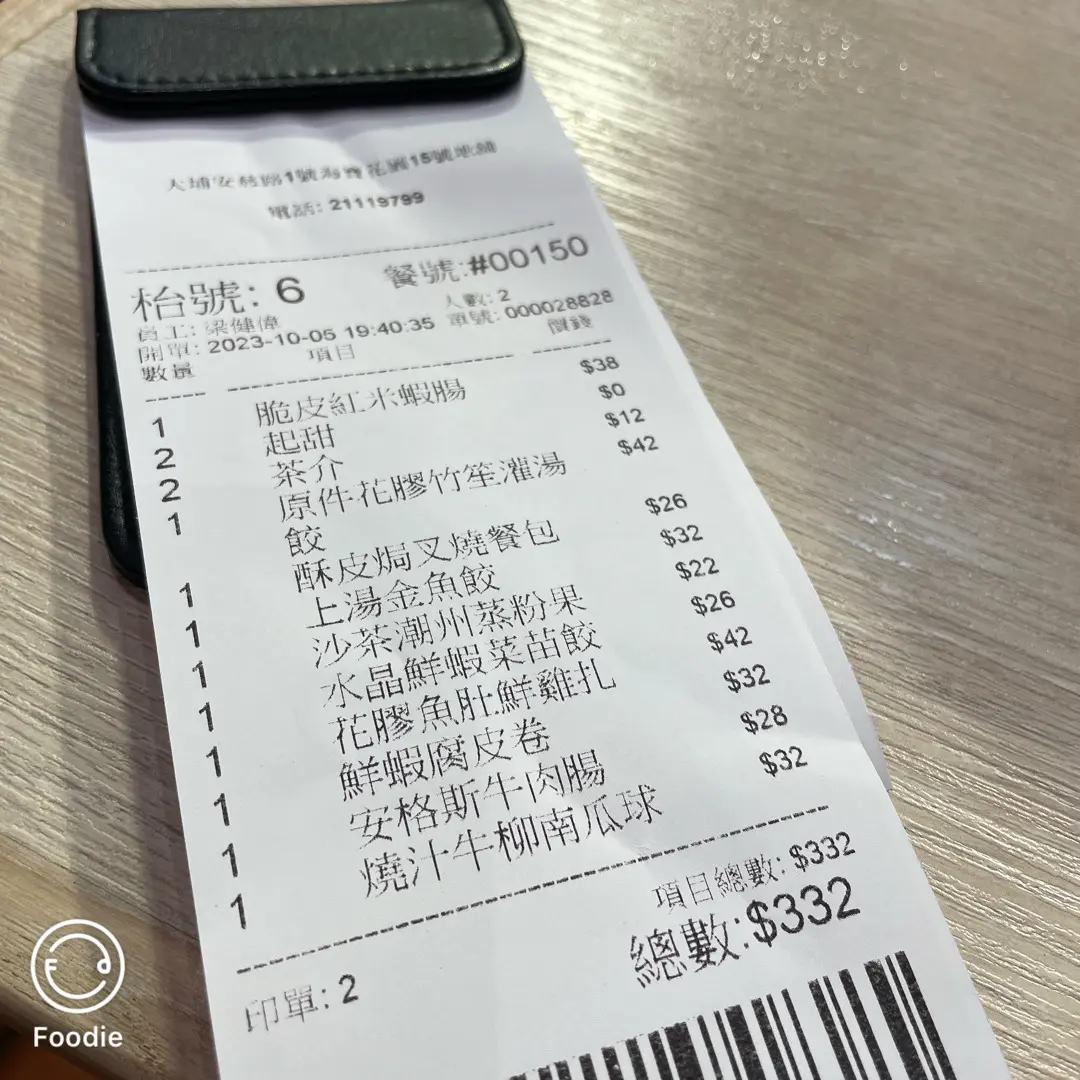 大埔安慈路1號海寶花園15號地舖
電話: 21119799
枱號: 6 餐號:#00150
員工: 梁健偉 人數: 2
開單: 2023-10-05 19:40:35 單號: 000028828
數量 項目 價錢
1 脆皮紅米蝦腸 $38
2 起甜 $0
2 茶介 $12
1 原件花膠竹笙灌湯 $42
餃
1 酥皮焗叉燒餐包 $26
1 上湯金魚餃 $32
1 沙茶潮州蒸粉果 $22
1 水晶鮮蝦菜苗餃 $26
1 花膠魚肚鮮雞扎 $42
1 鮮蝦腐皮卷 $32
1 安格斯牛肉腸 $28
1 燒汁牛柳南瓜球 $32
項目總數: $332
總數:$332
印單: 2
Foodie